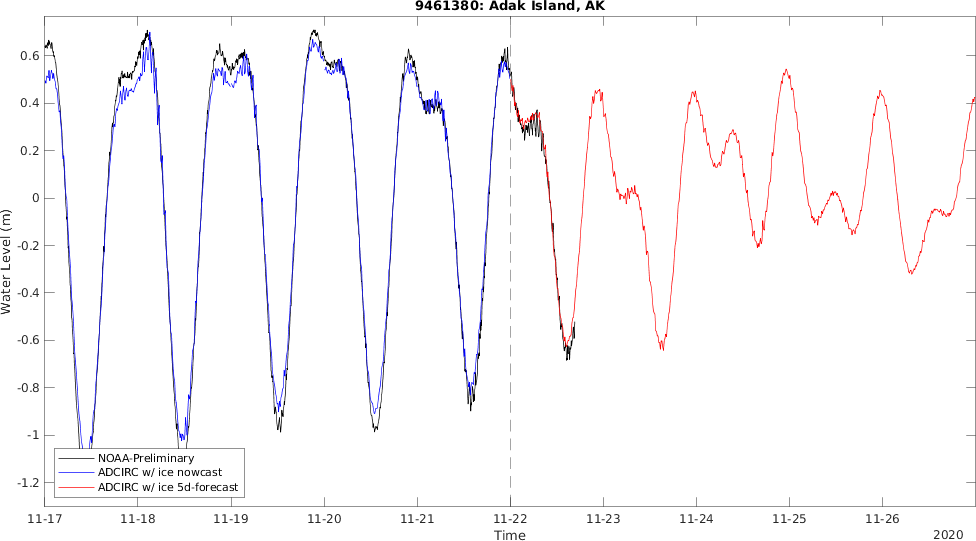 9461380: Adak Island, AK
Water Level (m)
0.6
0.4
0.2
0
-0.2
-0.4
-0.6
-0.8
-1
-1.2
NOAA-Preliminary
ADCIRC w/ ice nowcast
ADCIRC w/ ice 5d-forecast
11-17 11-18 11-19 11-20 11-21 11-22 11-23 11-24 11-25 11-26
Time
2020